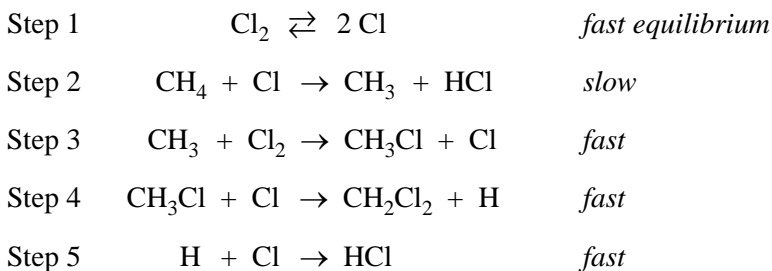 Step 1 Cl₂ ⇄ 2 Cl fast equilibrium
Step 2 CH₄ + Cl → CH₃ + HCl slow
Step 3 CH₃ + Cl₂ → CH₃Cl + Cl fast
Step 4 CH₃Cl + Cl → CH₂Cl₂ + H fast
Step 5 H + Cl → HCl fast